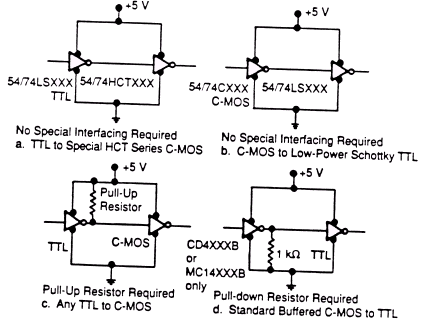 +5 V
54/74LSXXX
TTL
54/74HCTXXX
No Special Interfacing Required
a. TTL to Special HCT Series C-MOS
+5 V
54/74CXXX
C-MOS
54/74LSXXX
No Special Interfacing Required
b. C-MOS to Low-Power Schottky TTL
+5 V
Pull-Up
Resistor
TTL
C-MOS
Pull-Up Resistor Required
c. Any TTL to C-MOS
+5 V
CD4XXXB
or
MC14XXXB
only
1 kΩ
TTL
Pull-down Resistor Required
d. Standard Buffered C-MOS to TTL